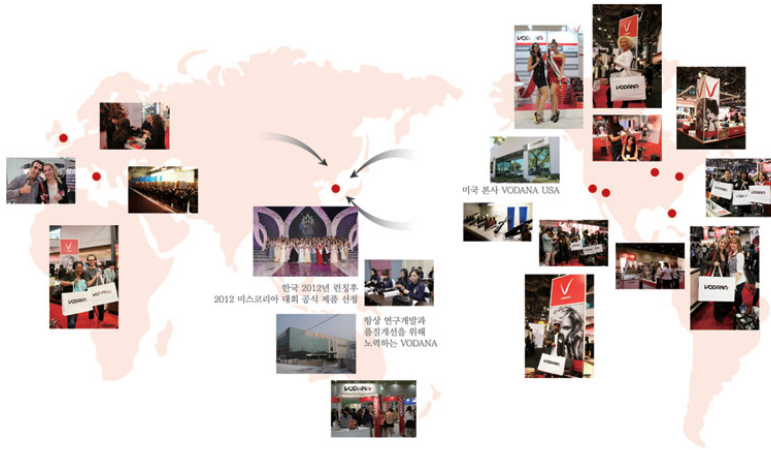 VODANA
VODANA
미국 본사 VODANA USA
한국 2012년 런칭후
2012 미스코리아 대회 공식 제품 선정
항상 연구개발과
품질개선을 위해
노력하는 VODANA
VODANA
VODANA